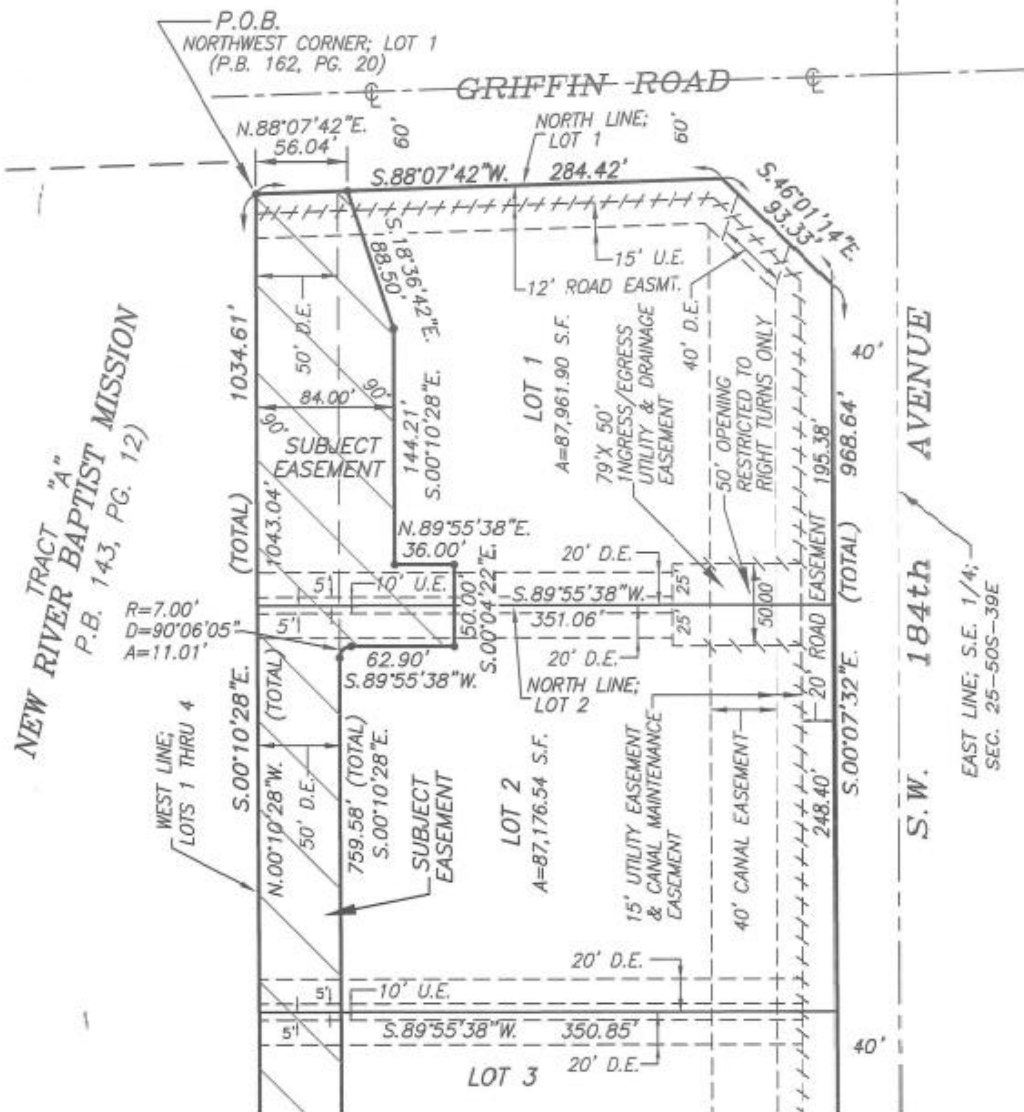 P.O.B.
NORTHWEST CORNER; LOT 1
(P.B. 162, PG. 20)
℄
GRIFFIN ROAD
℄
N.88°07'42"E.
56.04'
60'
NORTH LINE;
LOT 1
60'
S.88°07'42"W. 284.42'
S.46°01'14"E.
93.33'
S.18°36'42"E.
88.50'
15' U.E.
12' ROAD EASMT.
50' D.E.
1034.61'
(TOTAL)
84.00'
90°
90°
SUBJECT
EASEMENT
144.21'
S.00°10'28"E.
LOT 1
A=87,961.90 S.F.
40' D.E.
79'X 50'
INGRESS/EGRESS
UTILITY & DRAINAGE
EASEMENT
50' OPENING
RESTRICTED TO
RIGHT TURNS ONLY
40'
195.38'
968.64'
(TOTAL)
AVENUE
TRACT "A"
NEW RIVER BAPTIST MISSION
P.B. 143, PG. 12)
1043.04'
(TOTAL)
N.89°55'38"E.
36.00'
20' D.E.
25'
5'
10' U.E.
S.89°55'38"W.
50.00'
S.00°04'22"E.
351.06'
25'
50.00'
5'
R=7.00'
D=90°06'05"
A=11.01'
62.90'
S.89°55'38"W.
20' D.E.
NORTH LINE;
LOT 2
20' ROAD EASEMENT
S.00°07'32"E.
S.W. 184th
EAST LINE; S.E. 1/4;
SEC. 25-50S-39E
WEST LINE;
LOTS 1 THRU 4
S.00°10'28"E.
N.00°10'28"W.
50' D.E.
759.58' (TOTAL)
S.00°10'28"E.
SUBJECT
EASEMENT
LOT 2
A=87,176.54 S.F.
15' UTILITY EASEMENT
& CANAL MAINTENANCE
EASEMENT
40' CANAL EASEMENT
248.40'
20' D.E.
5'
10' U.E.
5'
S.89°55'38"W. 350.85'
20' D.E.
LOT 3
40'